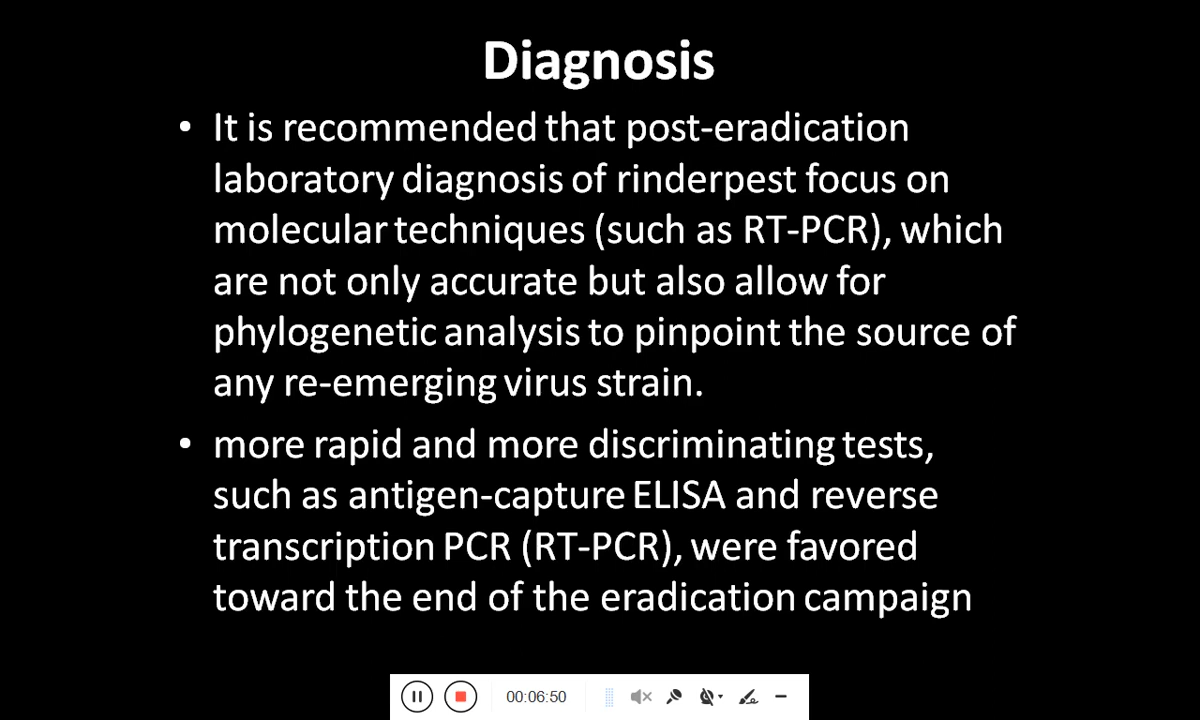 Diagnosis
• It is recommended that post-eradication
laboratory diagnosis of rinderpest focus on
molecular techniques (such as RT-PCR), which
are not only accurate but also allow for
phylogenetic analysis to pinpoint the source of
any re-emerging virus strain.
• more rapid and more discriminating tests,
such as antigen-capture ELISA and reverse
transcription PCR (RT-PCR), were favored
toward the end of the eradication campaign
00:06:50